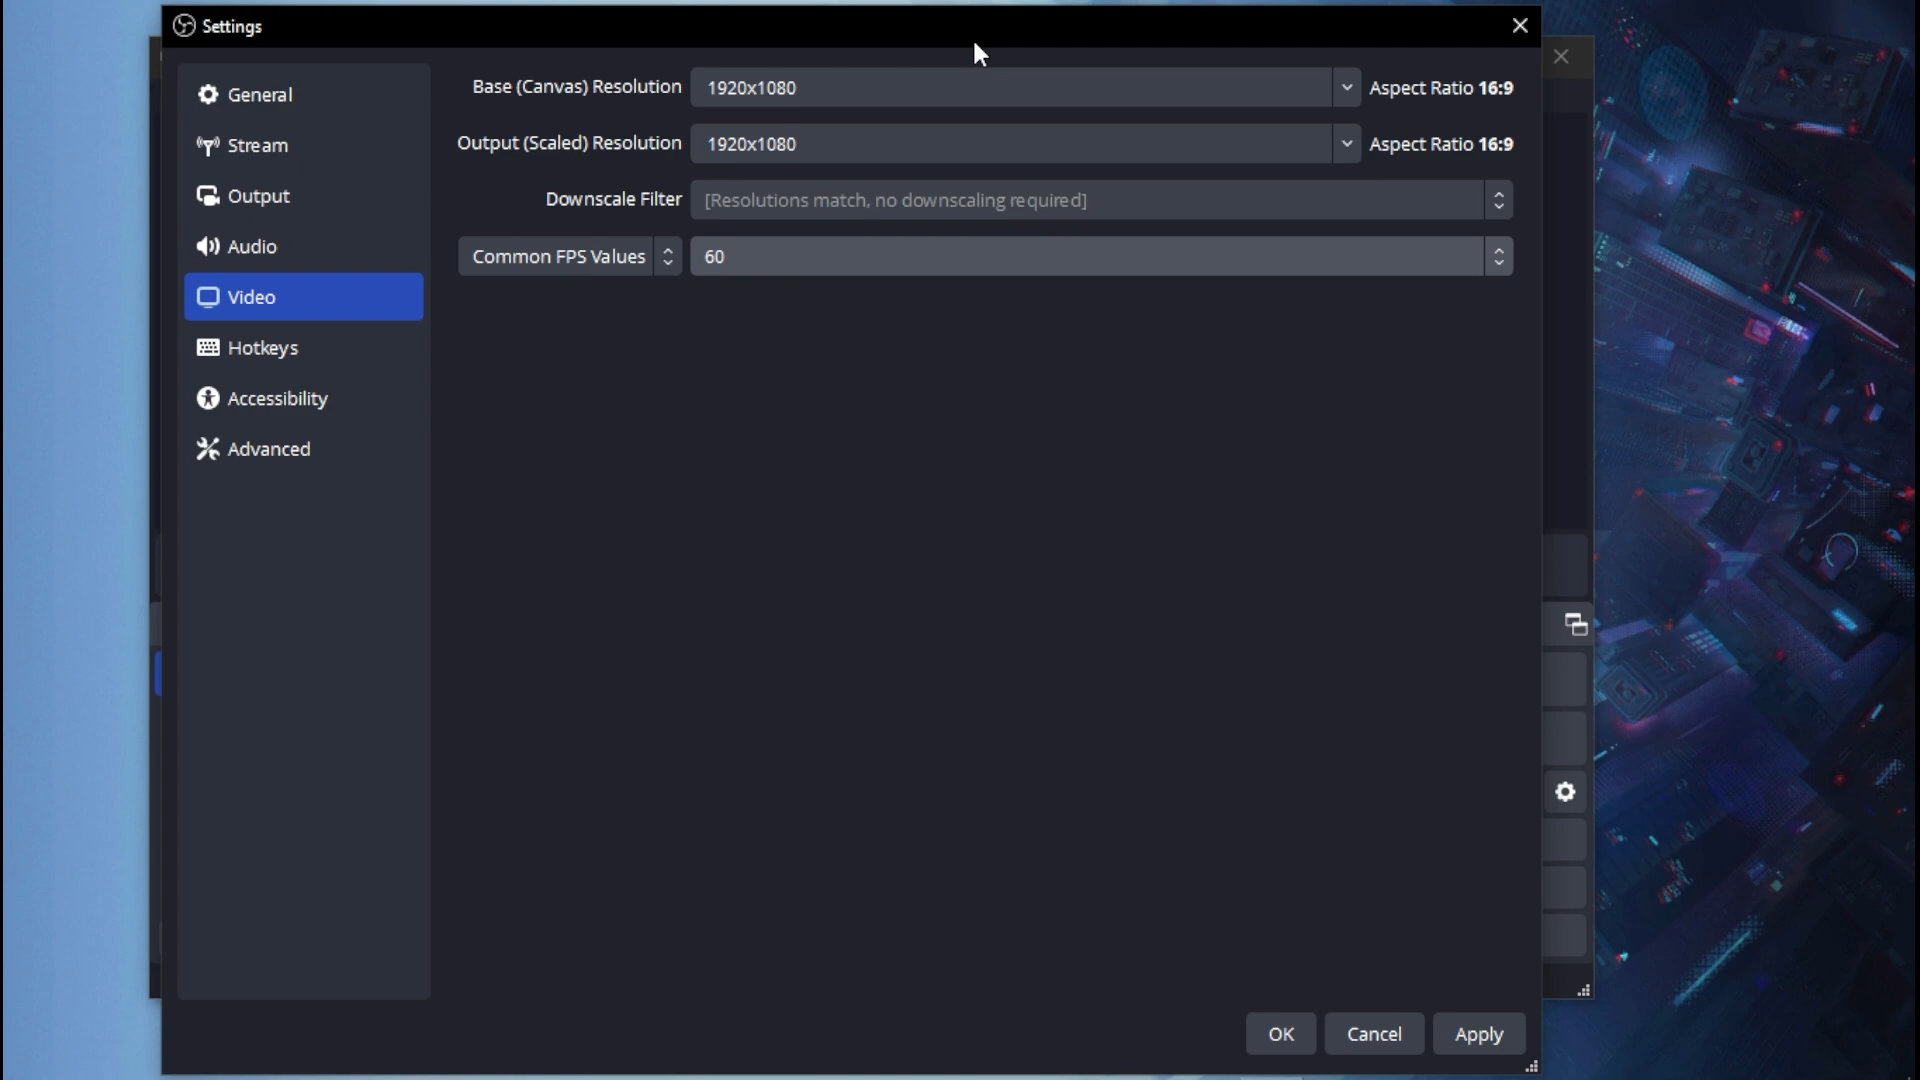 Settings
General
Stream
Output
Audio
Video
Hotkeys
Accessibility
Advanced
Base (Canvas) Resolution 1920x1080 Aspect Ratio 16:9
Output (Scaled) Resolution 1920x1080 Aspect Ratio 16:9
Downscale Filter [Resolutions match, no downscaling required]
Common FPS Values 60
OK Cancel Apply